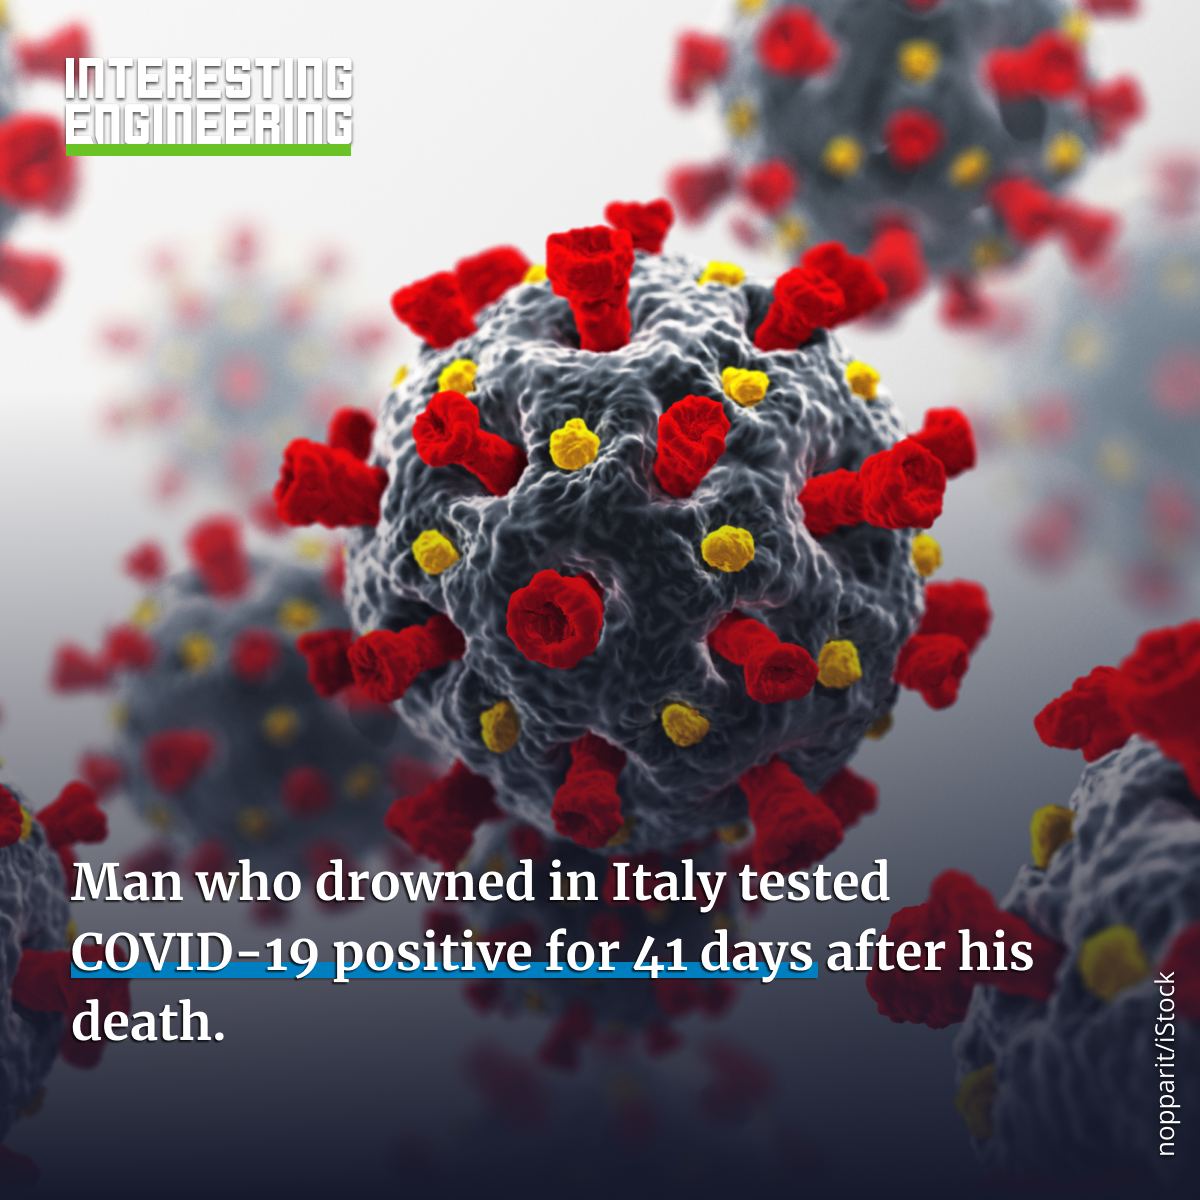 INTERESTING
ENGINEERING
Man who drowned in Italy tested
COVID-19 positive for 41 days after his
death.
nopparit/iStock